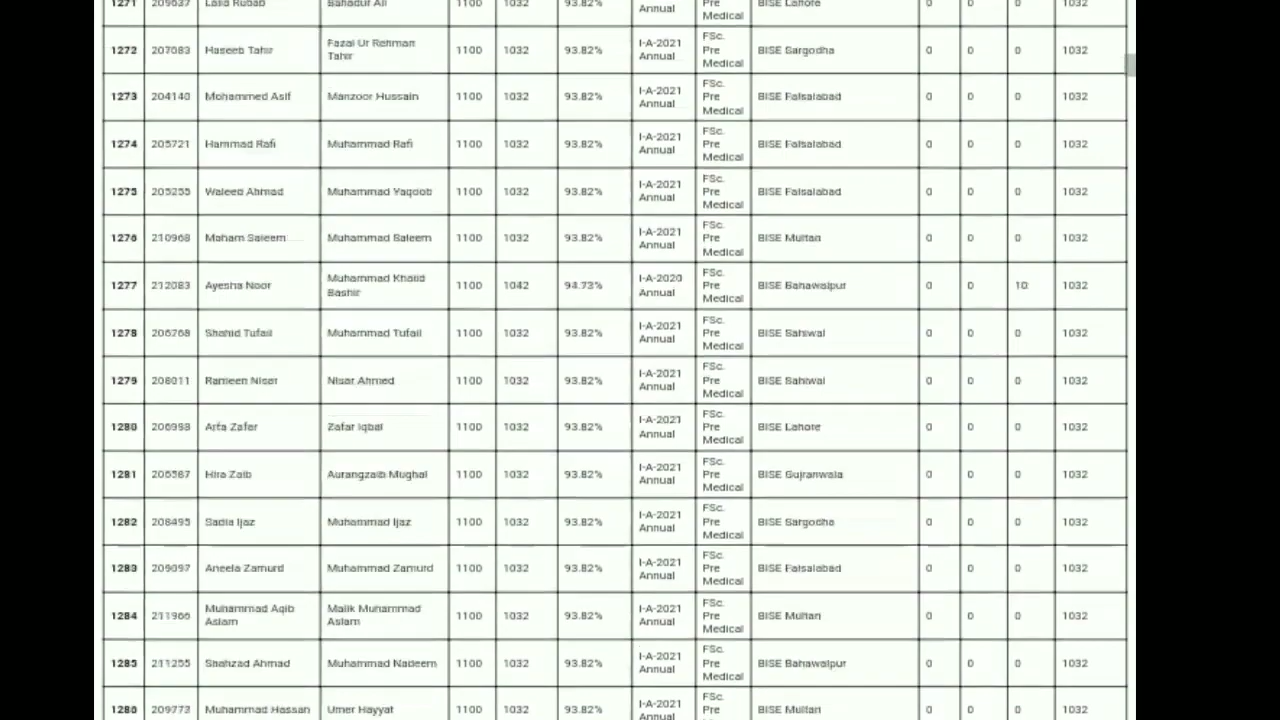 1271 209637 Laila Rubab Bahadur Ali 1100 1032 93.82% I-A-2021 Annual FSc. Pre Medical BISE Lahore 0 0 0 1032
1272 207083 Haseeb Tahir Fazal Ur Rehman Tahir 1100 1032 93.82% I-A-2021 Annual FSc. Pre Medical BISE Sargodha 0 0 0 1032
1273 204140 Mohammed Asif Manzoor Hussain 1100 1032 93.82% I-A-2021 Annual FSc. Pre Medical BISE Faisalabad 0 0 0 1032
1274 205721 Hammad Rafi Muhammad Rafi 1100 1032 93.82% I-A-2021 Annual FSc. Pre Medical BISE Faisalabad 0 0 0 1032
1275 205255 Waleed Ahmad Muhammad Yaqoob 1100 1032 93.82% I-A-2021 Annual FSc. Pre Medical BISE Faisalabad 0 0 0 1032
1276 210968 Maham Saleem Muhammad Saleem 1100 1032 93.82% I-A-2021 Annual FSc. Pre Medical BISE Multan 0 0 0 1032
1277 212083 Ayesha Noor Muhammad Khalid Bashir 1100 1042 94.73% I-A-2020 Annual FSc. Pre Medical BISE Bahawalpur 0 0 10 1032
1278 206768 Shahid Tufail Muhammad Tufail 1100 1032 93.82% I-A-2021 Annual FSc. Pre Medical BISE Sahiwal 0 0 0 1032
1279 208011 Rameen Nisar Nisar Ahmed 1100 1032 93.82% I-A-2021 Annual FSc. Pre Medical BISE Sahiwal 0 0 0 1032
1280 206998 Arfa Zafar Zafar Iqbal 1100 1032 93.82% I-A-2021 Annual FSc. Pre Medical BISE Lahore 0 0 0 1032
1281 206587 Hira Zaib Aurangzaib Mughal 1100 1032 93.82% I-A-2021 Annual FSc. Pre Medical BISE Gujranwala 0 0 0 1032
1282 208495 Sadia Ijaz Muhammad Ijaz 1100 1032 93.82% I-A-2021 Annual FSc. Pre Medical BISE Sargodha 0 0 0 1032
1283 209097 Aneela Zamurd Muhammad Zamurd 1100 1032 93.82% I-A-2021 Annual FSc. Pre Medical BISE Faisalabad 0 0 0 1032
1284 211966 Muhammad Aqib Aslam Malik Muhammad Aslam 1100 1032 93.82% I-A-2021 Annual FSc. Pre Medical BISE Multan 0 0 0 1032
1285 211255 Shahzad Ahmad Muhammad Nadeem 1100 1032 93.82% I-A-2021 Annual FSc. Pre Medical BISE Bahawalpur 0 0 0 1032
1286 209773 Muhammad Hassan Umer Hayyat 1100 1032 93.82% I-A-2021 Annual FSc. Pre Medical BISE Multan 0 0 0 1032